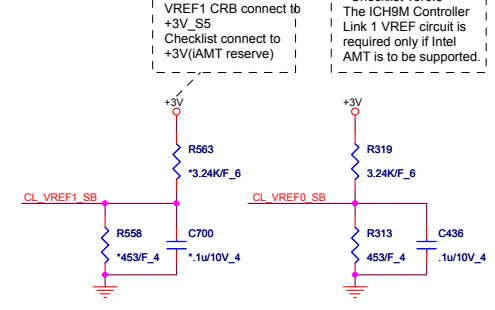 VREF1 CRB connect to
+3V_S5
Checklist connect to
+3V(iAMT reserve)
The ICH9M Controller
Link 1 VREF circuit is
required only if Intel
AMT is to be supported.
+3V
+3V
R563
*3.24K/F_6
R319
3.24K/F_6
CL_VREF1_SB
CL_VREF0_SB
R558
*453/F_4
C700
*.1u/10V_4
R313
453/F_4
C436
.1u/10V_4